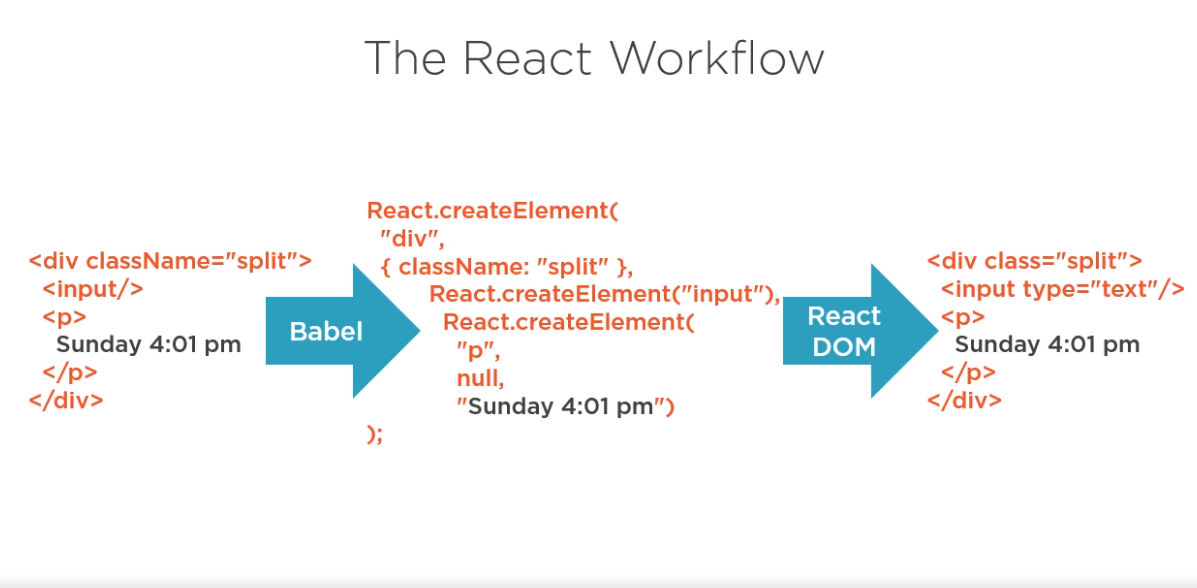 The React Workflow
<div className="split">
<input/>
<p>
Sunday 4:01 pm
</p>
</div>
Babel
React.createElement(
"div",
{ className: "split" },
React.createElement("input"),
React.createElement(
"p",
null,
"Sunday 4:01 pm")
);
React
DOM
<div class="split">
<input type="text"/>
<p>
Sunday 4:01 pm
</p>
</div>